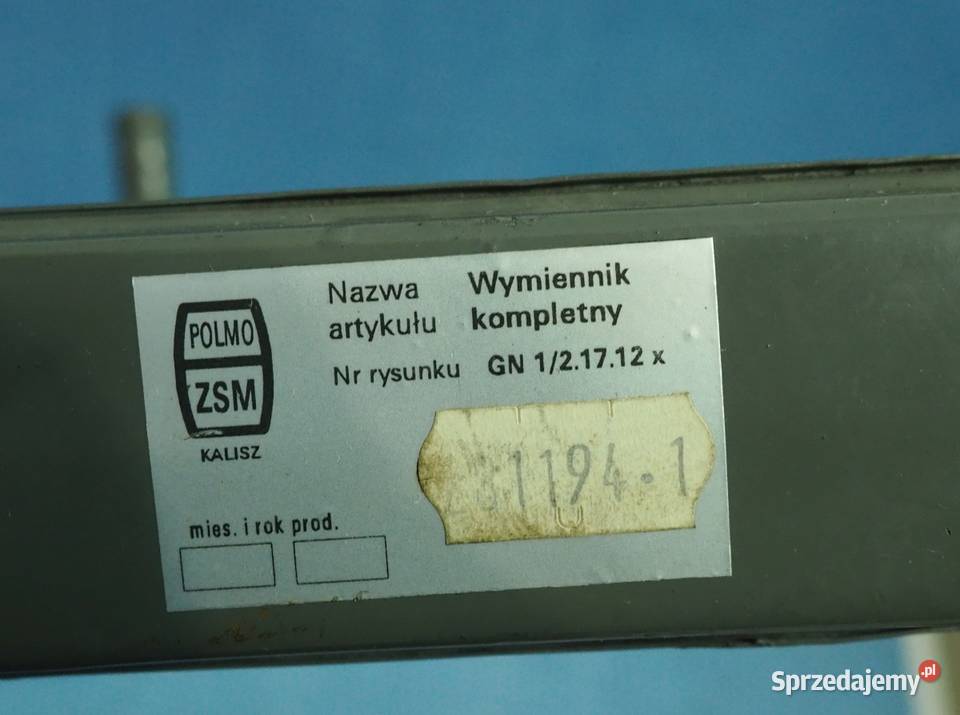 POLMO
ZSM
KALISZ
Nazwa artykułu
Wymiennik kompletny
Nr rysunku GN 1/2.17.12 x
31194.1
mies. i rok prod.
Sprzedajemy.pl